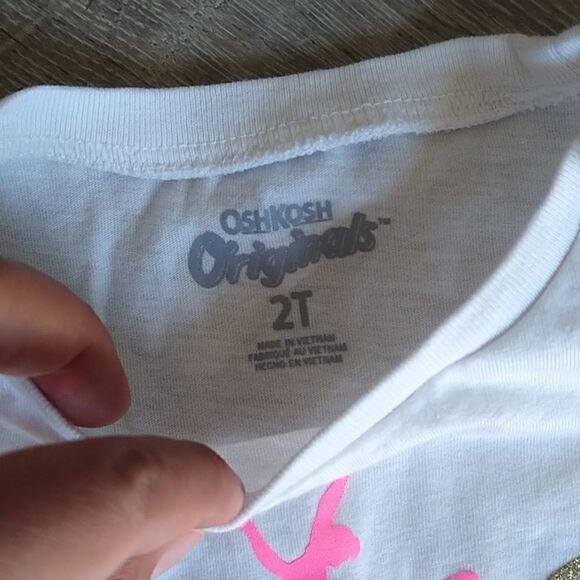 OSHKOSH
Originals™
2T
MADE IN VIETNAM
FABRIQUÉ AU VIETNAM
HECHO EN VIETNAM